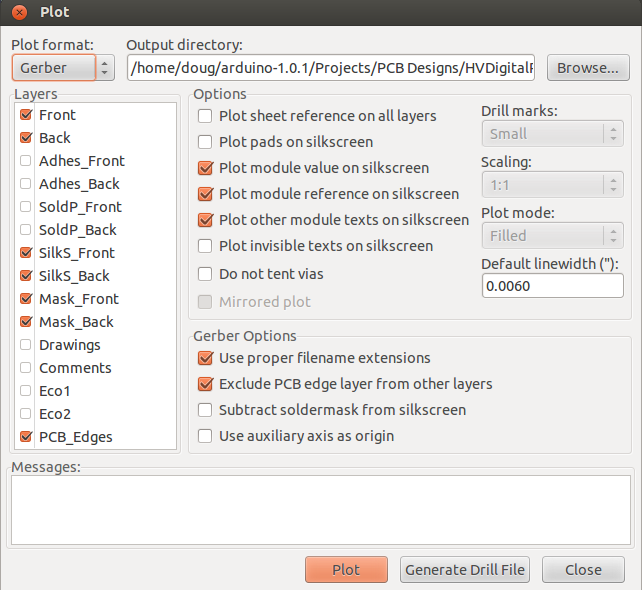 Plot
Plot format:
Output directory:
Gerber
/home/doug/arduino-1.0.1/Projects/PCB Designs/HVDigitalF
Browse...
Layers
Front
Back
Adhes_Front
Adhes_Back
SoldP_Front
SoldP_Back
SilkS_Front
SilkS_Back
Mask_Front
Mask_Back
Drawings
Comments
Eco1
Eco2
PCB_Edges
Options
Plot sheet reference on all layers
Plot pads on silkscreen
Plot module value on silkscreen
Plot module reference on silkscreen
Plot other module texts on silkscreen
Plot invisible texts on silkscreen
Do not tent vias
Mirrored plot
Drill marks:
Small
Scaling:
1:1
Plot mode:
Filled
Default linewidth ("):
0.0060
Gerber Options
Use proper filename extensions
Exclude PCB edge layer from other layers
Subtract soldermask from silkscreen
Use auxiliary axis as origin
Messages:
Plot
Generate Drill File
Close